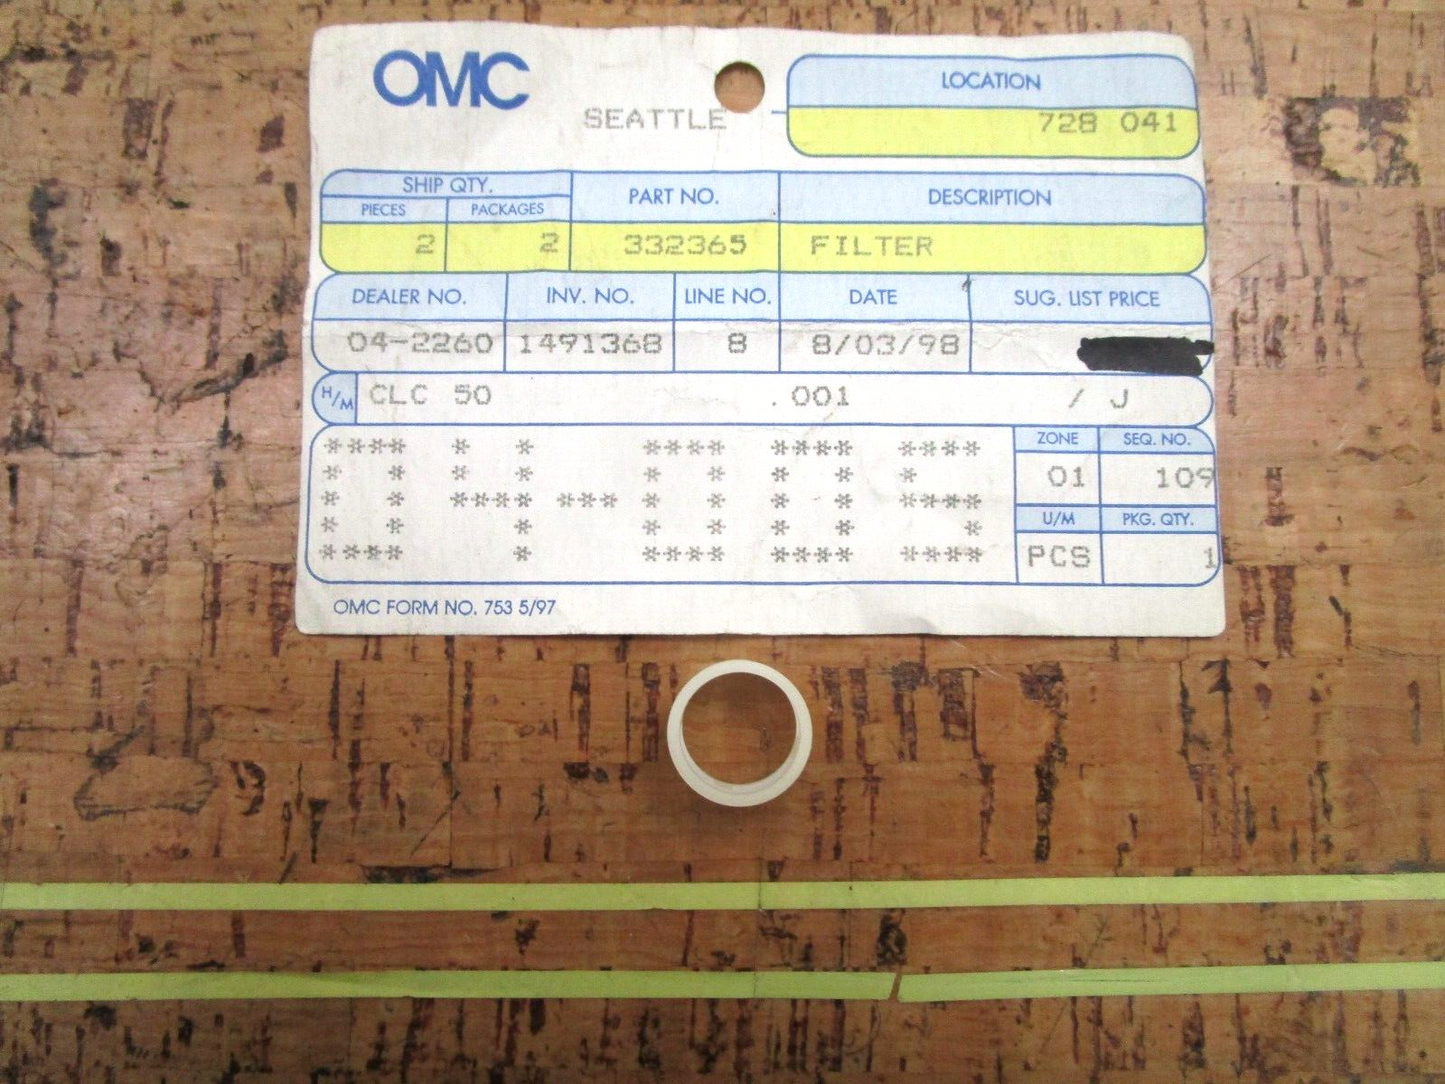 OMC
SEATTLE
LOCATION
728 041
SHIP QTY.
PIECES PACKAGES PART NO. DESCRIPTION
2 2 332365 FILTER
DEALER NO. INV. NO. LINE NO. DATE SUG. LIST PRICE
04-2260 1491368 8 8/03/98
H/M CLC 50 .001 / J
04-005
ZONE SEQ. NO.
01 109
U/M PKG. QTY.
PCS 1
OMC FORM NO. 753 5/97